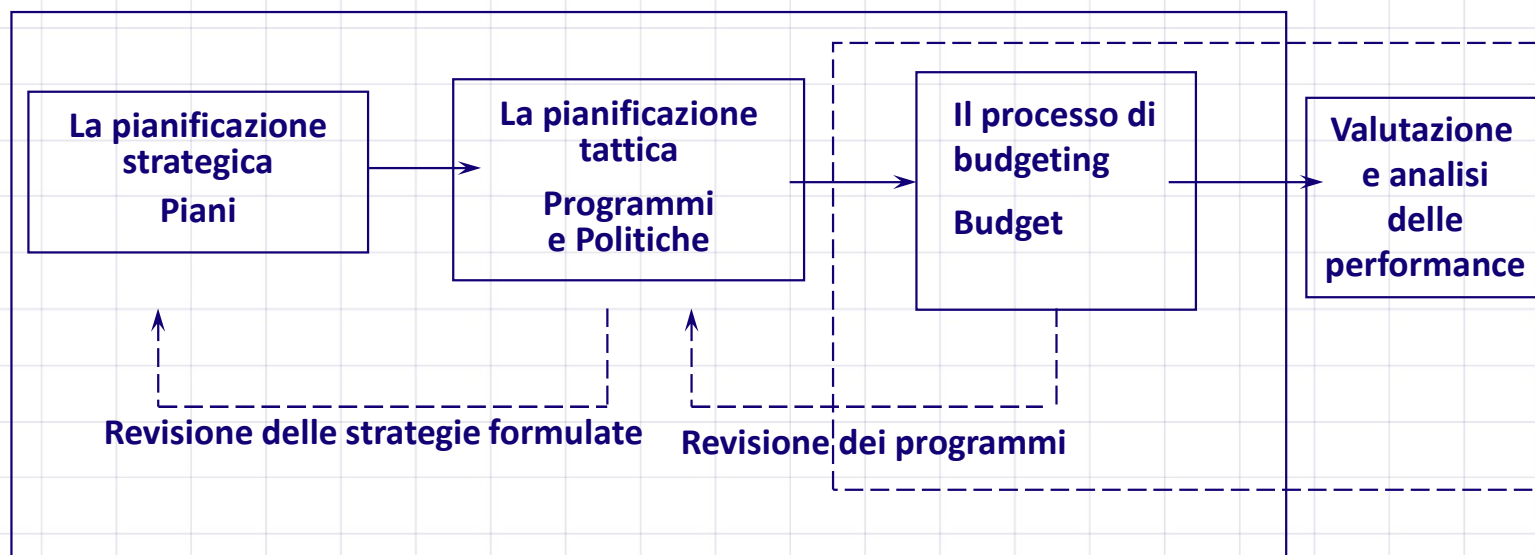 La pianificazione
strategica
Piani
La pianificazione
tattica
Programmi
e Politiche
Il processo di
budgeting
Budget
Valutazione
e analisi
delle
performance
Revisione delle strategie formulate
Revisione dei programmi